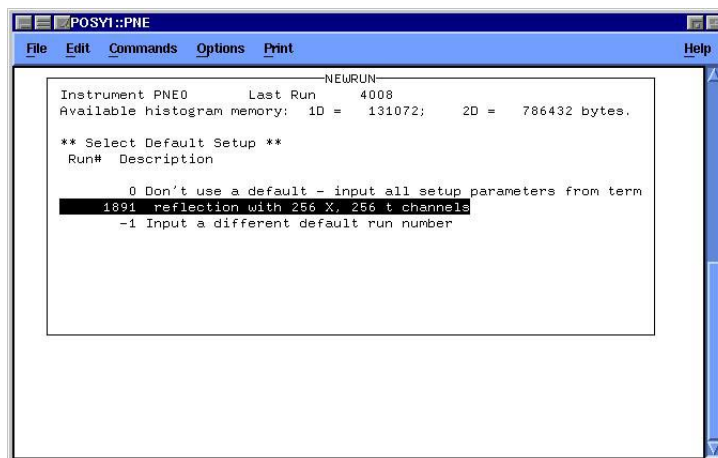 POSY1::PNE
File Edit Commands Options Print Help
NEWRUN
Instrument PNE0 Last Run 4008
Available histogram memory: 1D = 131072; 2D = 786432 bytes.
** Select Default Setup **
Run# Description
0 Don't use a default - input all setup parameters from term
1891 reflection with 256 X, 256 t channels
-1 Input a different default run number